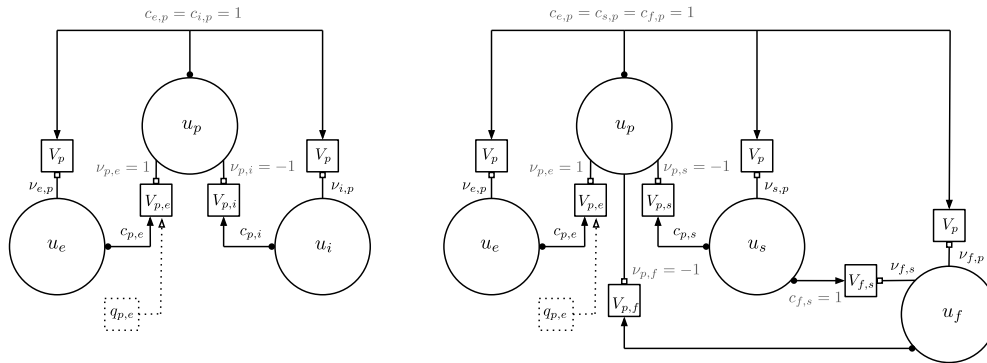 c_{e,p} = c_{i,p} = 1
u_p
V_p
V_p
ν_{p,e} = 1
ν_{p,i} = −1
ν_{e,p}
V_{p,e}
V_{p,i}
ν_{i,p}
u_e
c_{p,e}
c_{p,i}
u_i
q_{p,e}
c_{e,p} = c_{s,p} = c_{f,p} = 1
u_p
V_p
V_p
ν_{p,e} = 1
ν_{p,s} = −1
ν_{e,p}
V_{p,e}
V_{p,s}
ν_{s,p}
u_e
c_{p,e}
c_{p,s}
u_s
V_p
ν_{p,f} = −1
ν_{f,s}
ν_{f,p}
V_{f,s}
c_{f,s} = 1
q_{p,e}
V_{p,f}
u_f